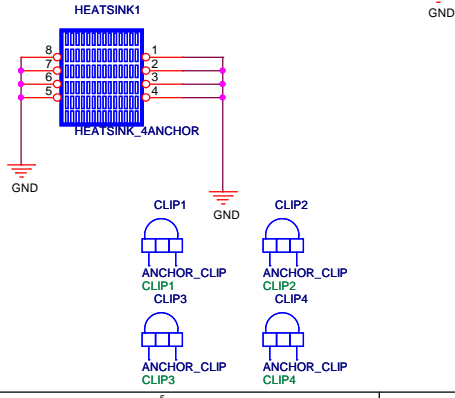 HEATSINK1
GND
8
7
6
5
1
2
3
4
HEATSINK_4ANCHOR
GND
GND
CLIP1
CLIP2
ANCHOR_CLIP
ANCHOR_CLIP
CLIP1
CLIP2
CLIP3
CLIP4
ANCHOR_CLIP
ANCHOR_CLIP
CLIP3
CLIP4